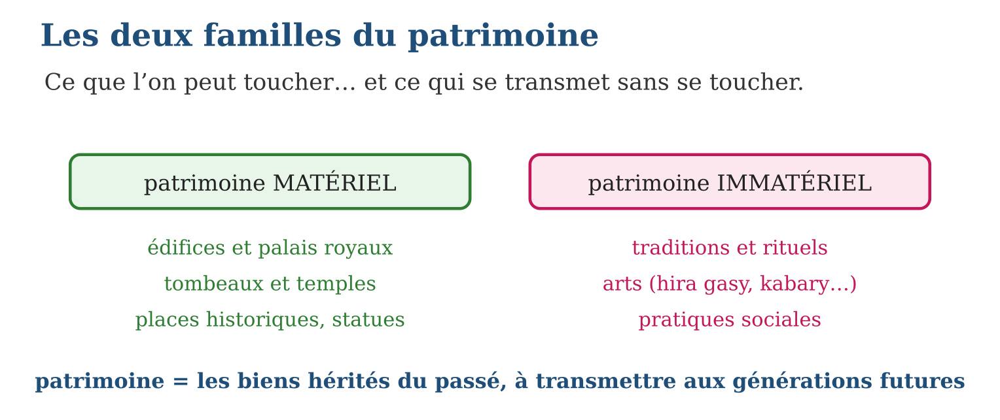 Les deux familles du patrimoine
Ce que l’on peut toucher… et ce qui se transmet sans se toucher.
patrimoine MATÉRIEL
édifices et palais royaux
tombeaux et temples
places historiques, statues
patrimoine IMMATÉRIEL
traditions et rituels
arts (hira gasy, kabary…)
pratiques sociales
patrimoine = les biens hérités du passé, à transmettre aux générations futures